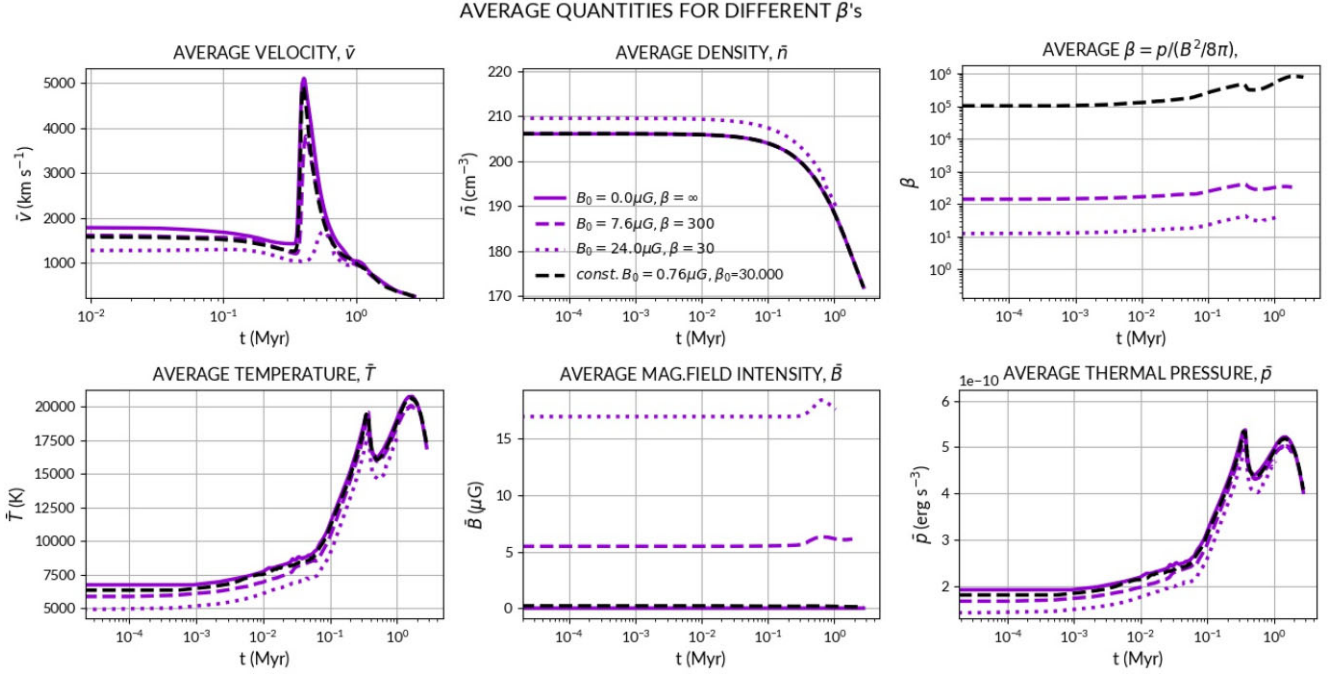 AVERAGE QUANTITIES FOR DIFFERENT β's
AVERAGE VELOCITY, v̄
5000
4000
3000
2000
1000
v̄ (km s⁻¹)
10⁻² 10⁻¹ 10⁰
t (Myr)
AVERAGE DENSITY, n̄
220
210
200
190
180
170
n̄ (cm⁻³)
B₀ = 0.0μG, β = ∞
B₀ = 7.6μG, β = 300
B₀ = 24.0μG, β = 30
const. B₀ = 0.76μG, β₀=30.000
10⁻⁴ 10⁻³ 10⁻² 10⁻¹ 10⁰
t (Myr)
AVERAGE β = p/(B²/8π),
10⁶
10⁵
10⁴
10³
10²
10¹
10⁰
β
10⁻⁴ 10⁻³ 10⁻² 10⁻¹ 10⁰
t (Myr)
AVERAGE TEMPERATURE, T̄
20000
17500
15000
12500
10000
7500
5000
T̄ (K)
10⁻⁴ 10⁻³ 10⁻² 10⁻¹ 10⁰
t (Myr)
AVERAGE MAG.FIELD INTENSITY, B̄
15
10
5
0
B̄ (μG)
10⁻⁴ 10⁻³ 10⁻² 10⁻¹ 10⁰
t (Myr)
AVERAGE THERMAL PRESSURE, p̄
1e−10
6
5
4
3
2
p̄ (erg s⁻³)
10⁻⁴ 10⁻³ 10⁻² 10⁻¹ 10⁰
t (Myr)